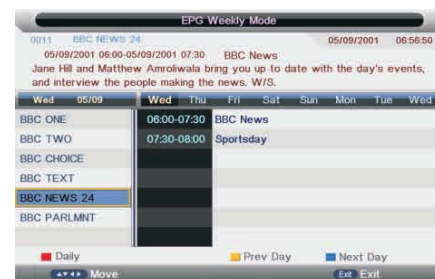 EPG Weekly Mode
0011 BBC NEWS 24 05/09/2001 06:56:50
05/09/2001 06:00-05/09/2001 07:30 BBC News
Jane Hill and Matthew Amroliwala bring you up to date with the day's events,
and interview the people making the news. W/S.
Wed 05/09 Wed Thu Fri Sat Sun Mon Tue Wed
BBC ONE 06:00-07:30 BBC News
BBC TWO 07:30-08:00 Sportsday
BBC CHOICE
BBC TEXT
BBC NEWS 24
BBC PARLMNT
Daily Prev Day Next Day
Move Exit Exit